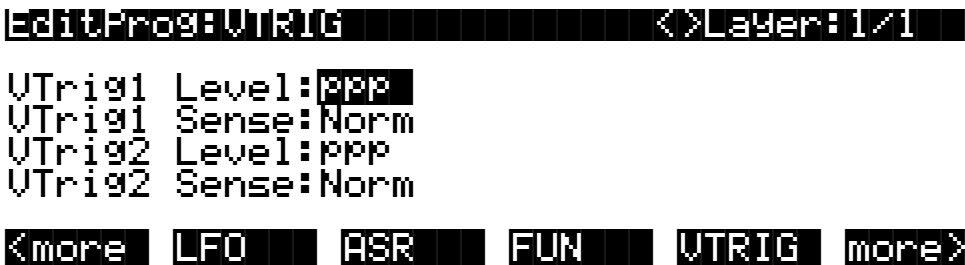 EditProg:VTRIG <>Layer:1/1
VTrig1 Level:ppp
VTrig1 Sense:Norm
VTrig2 Level:ppp
VTrig2 Sense:Norm
<more LFO ASR FUN VTRIG more>